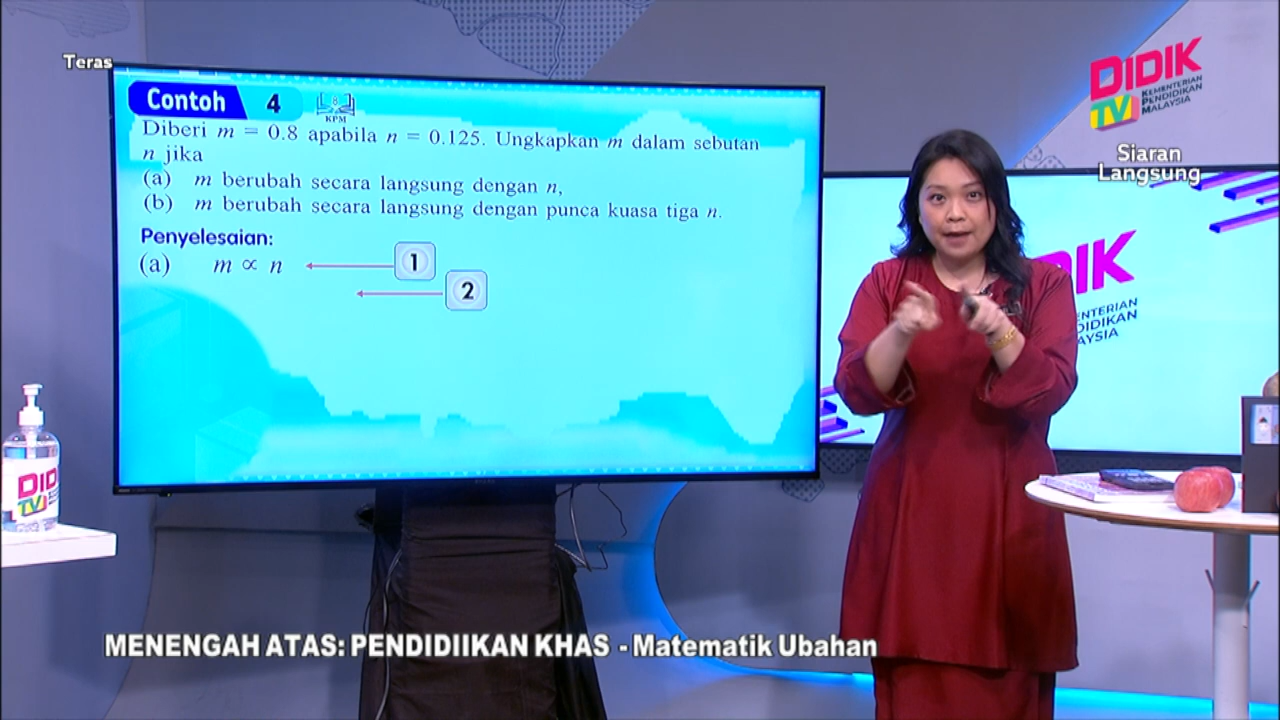 Teras
Contoh 4
KPM
Diberi m = 0.8 apabila n = 0.125. Ungkapkan m dalam sebutan
n jika
(a) m berubah secara langsung dengan n,
(b) m berubah secara langsung dengan punca kuasa tiga n.
Penyelesaian:
(a) m ∝ n
1
2
DIDIK
TV
KEMENTERIAN
PENDIDIKAN
MALAYSIA
Siaran
Langsung
DIDI
TV
MENENGAH ATAS: PENDIDIIKAN KHAS - Matematik Ubahan